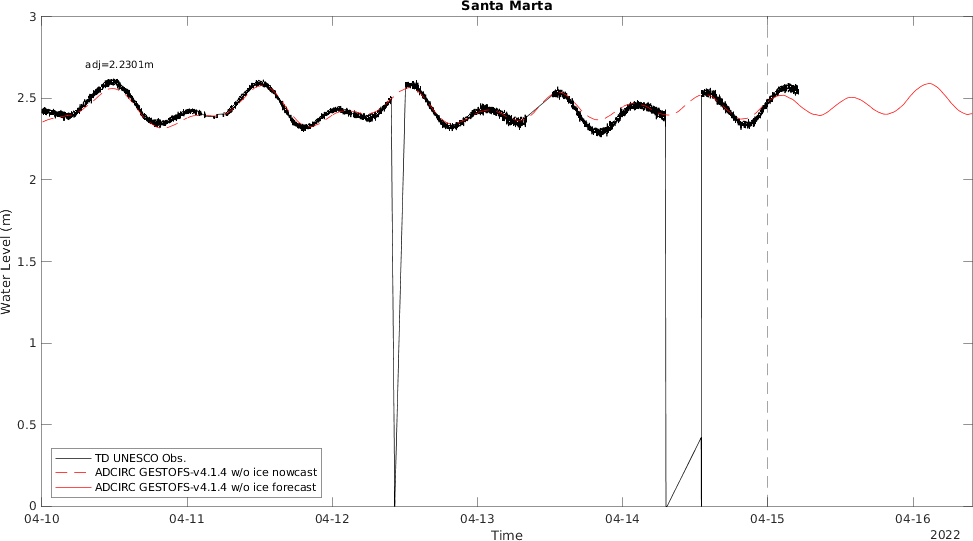 Santa Marta
3
adj=2.2301m
2.5
2
1.5
1
0.5
0
Water Level (m)
TD UNESCO Obs.
ADCIRC GESTOFS-v4.1.4 w/o ice nowcast
ADCIRC GESTOFS-v4.1.4 w/o ice forecast
04-10 04-11 04-12 04-13 04-14 04-15 04-16
Time
2022